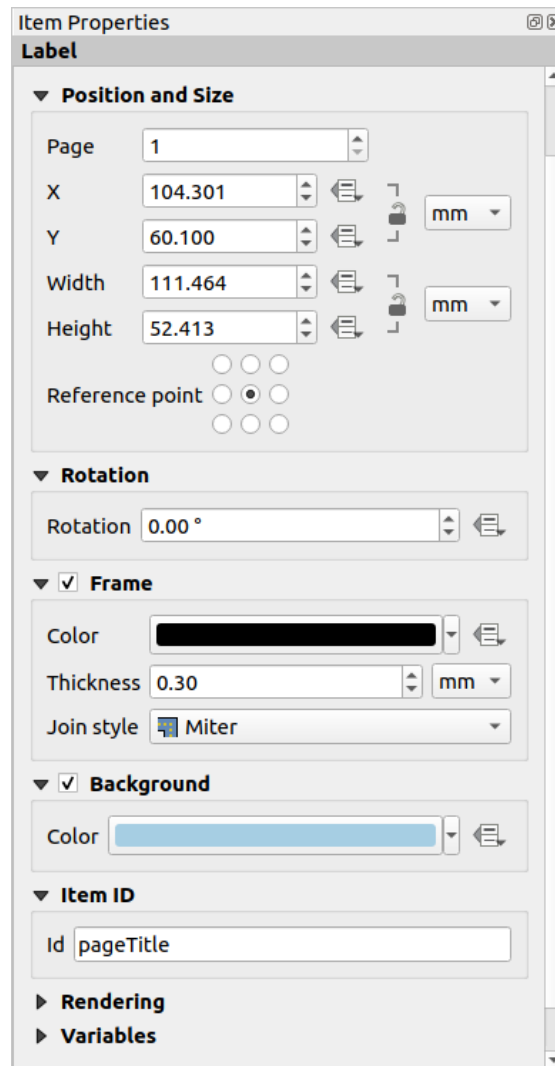 Item Properties
Label
Position and Size
Page 1
X 104.301
mm
Y 60.100
Width 111.464
mm
Height 52.413
Reference point
Rotation
Rotation 0.00 °
Frame
Color
Thickness 0.30 mm
Join style Miter
Background
Color
Item ID
Id pageTitle
Rendering
Variables